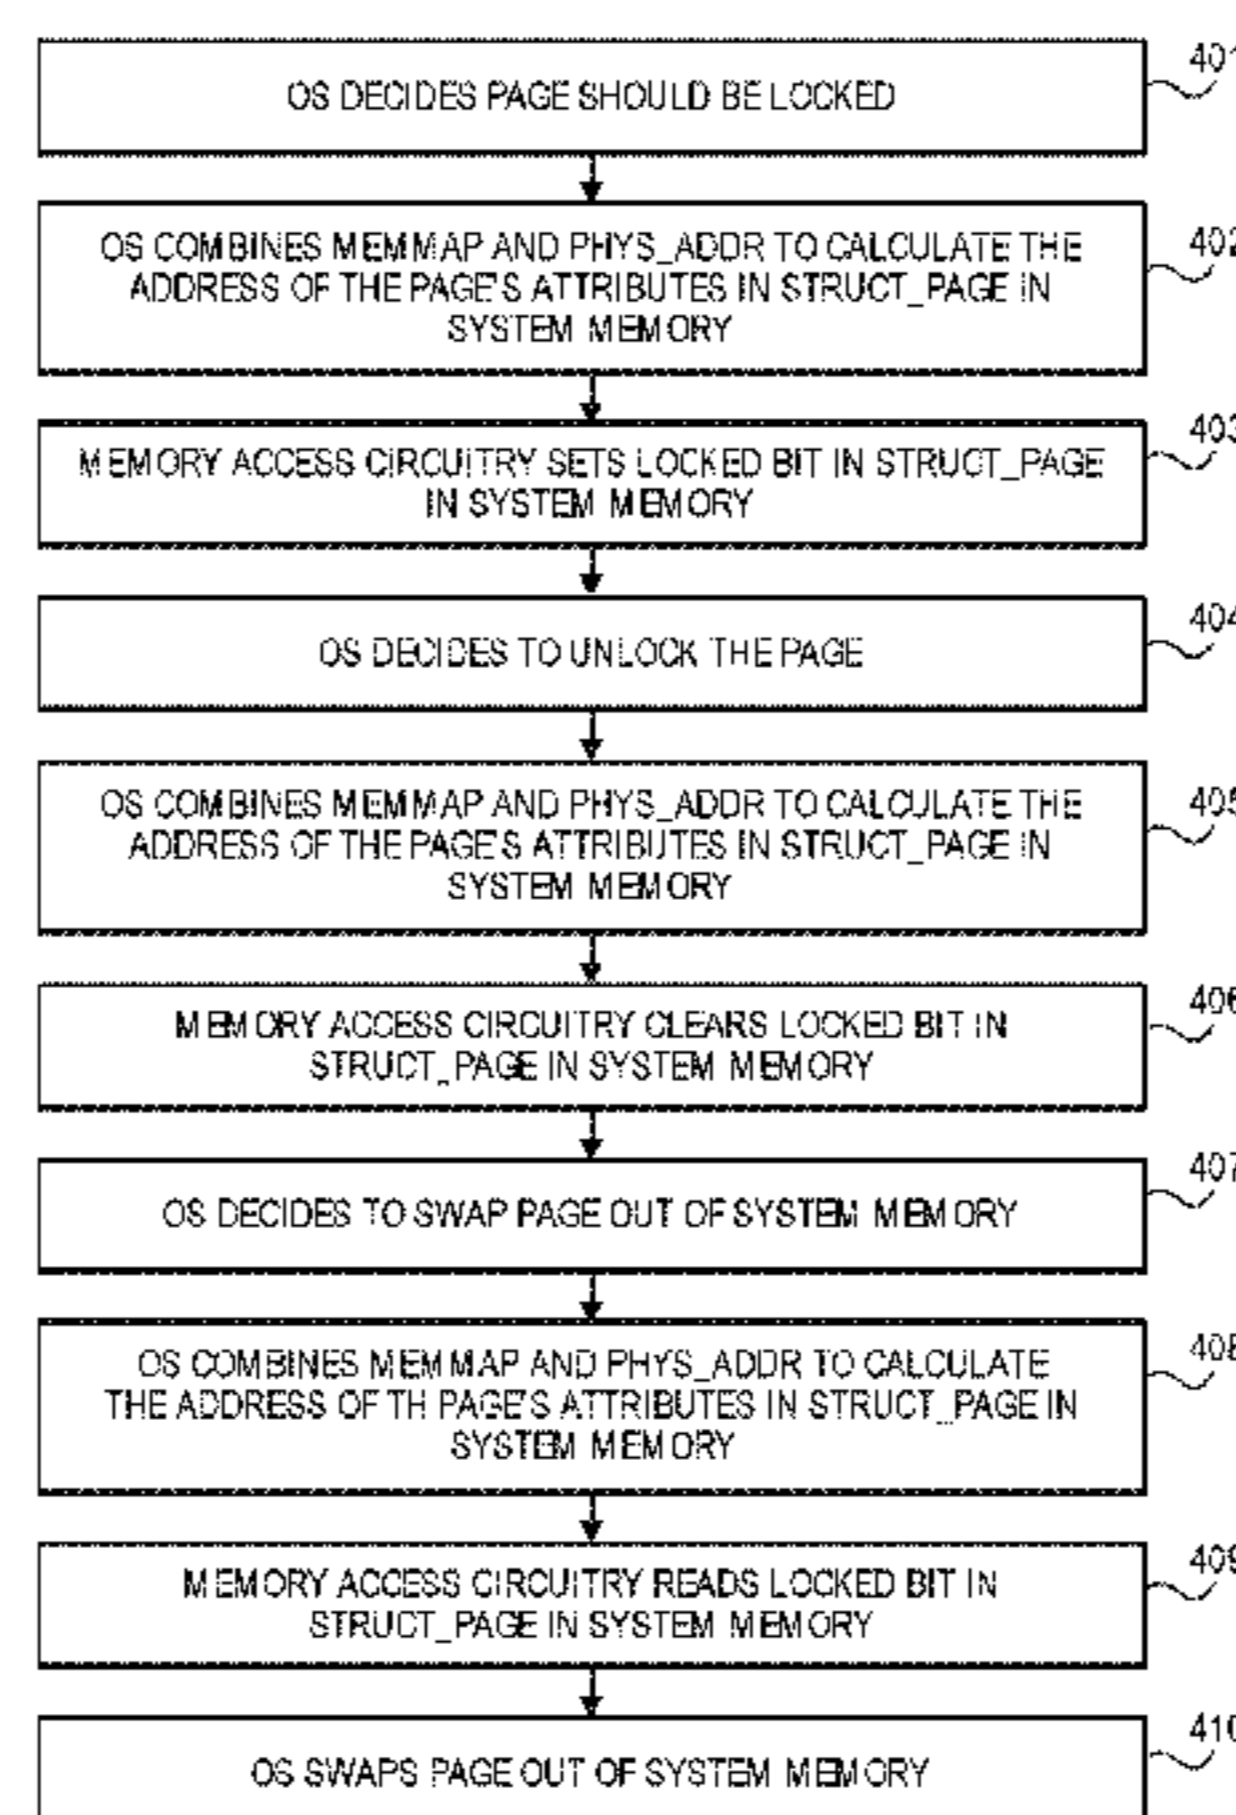 401
OS DECIDES PAGE SHOULD BE LOCKED
402
OS COMBINES MEMMAP AND PHYS_ADDR TO CALCULATE THE
ADDRESS OF THE PAGE'S ATTRIBUTES IN STRUCT_PAGE IN
SYSTEM MEMORY
403
MEMORY ACCESS CIRCUITRY SETS LOCKED BIT IN STRUCT_PAGE
IN SYSTEM MEMORY
404
OS DECIDES TO UNLOCK THE PAGE
405
OS COMBINES MEMMAP AND PHYS_ADDR TO CALCULATE THE
ADDRESS OF THE PAGE'S ATTRIBUTES IN STRUCT_PAGE IN
SYSTEM MEMORY
406
MEMORY ACCESS CIRCUITRY CLEARS LOCKED BIT IN
STRUCT_PAGE IN SYSTEM MEMORY
407
OS DECIDES TO SWAP PAGE OUT OF SYSTEM MEMORY
408
OS COMBINES MEMMAP AND PHYS_ADDR TO CALCULATE
THE ADDRESS OF TH PAGE'S ATTRIBUTES IN STRUCT_PAGE IN
SYSTEM MEMORY
409
MEMORY ACCESS CIRCUITRY READS LOCKED BIT IN
STRUCT_PAGE IN SYSTEM MEMORY
410
OS SWAPS PAGE OUT OF SYSTEM MEMORY